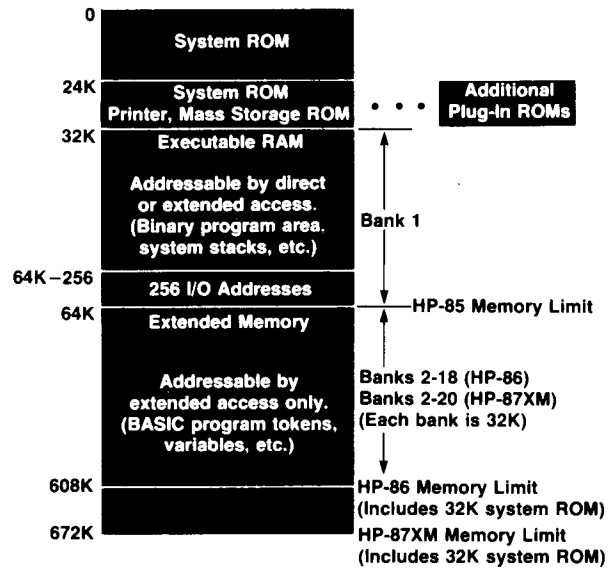 0
System ROM
24K
System ROM
Printer, Mass Storage ROM
• • •
Additional
Plug-In ROMs
32K
Executable RAM
Addressable by direct
or extended access.
(Binary program area.
system stacks, etc.)
Bank 1
64K–256
256 I/O Addresses
64K
HP-85 Memory Limit
Extended Memory
Addressable by
extended access only.
(BASIC program tokens,
variables, etc.)
Banks 2-18 (HP-86)
Banks 2-20 (HP-87XM)
(Each bank is 32K)
608K
HP-86 Memory Limit
(Includes 32K system ROM)
672K
HP-87XM Memory Limit
(Includes 32K system ROM)